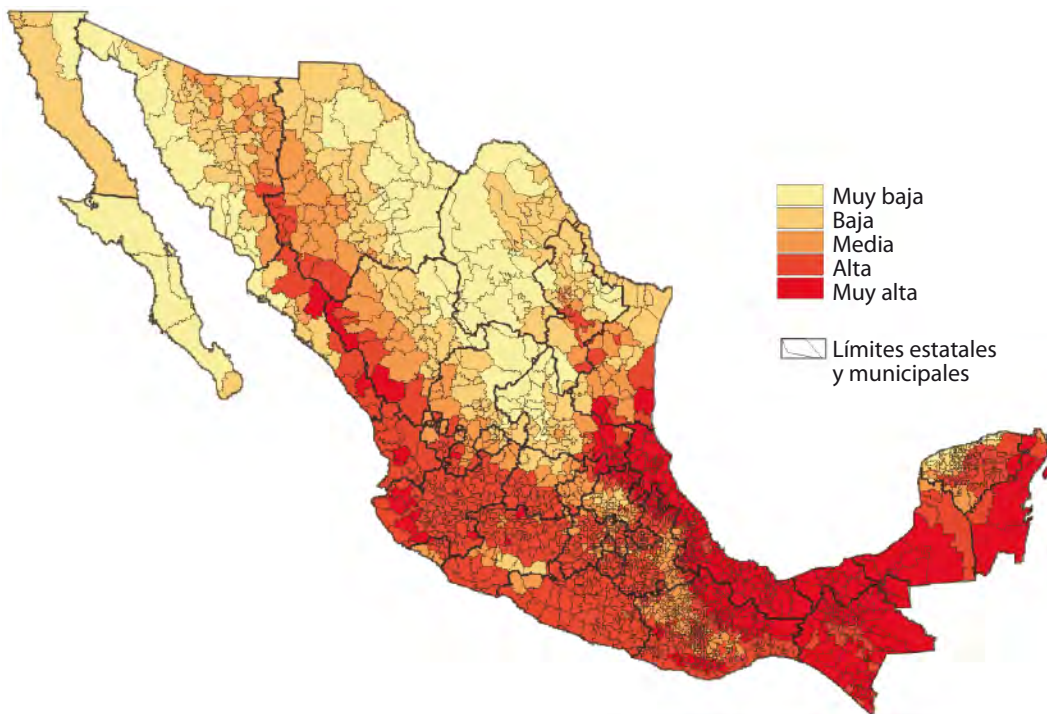 Muy baja
Baja
Media
Alta
Muy alta
Límites estatales
y municipales